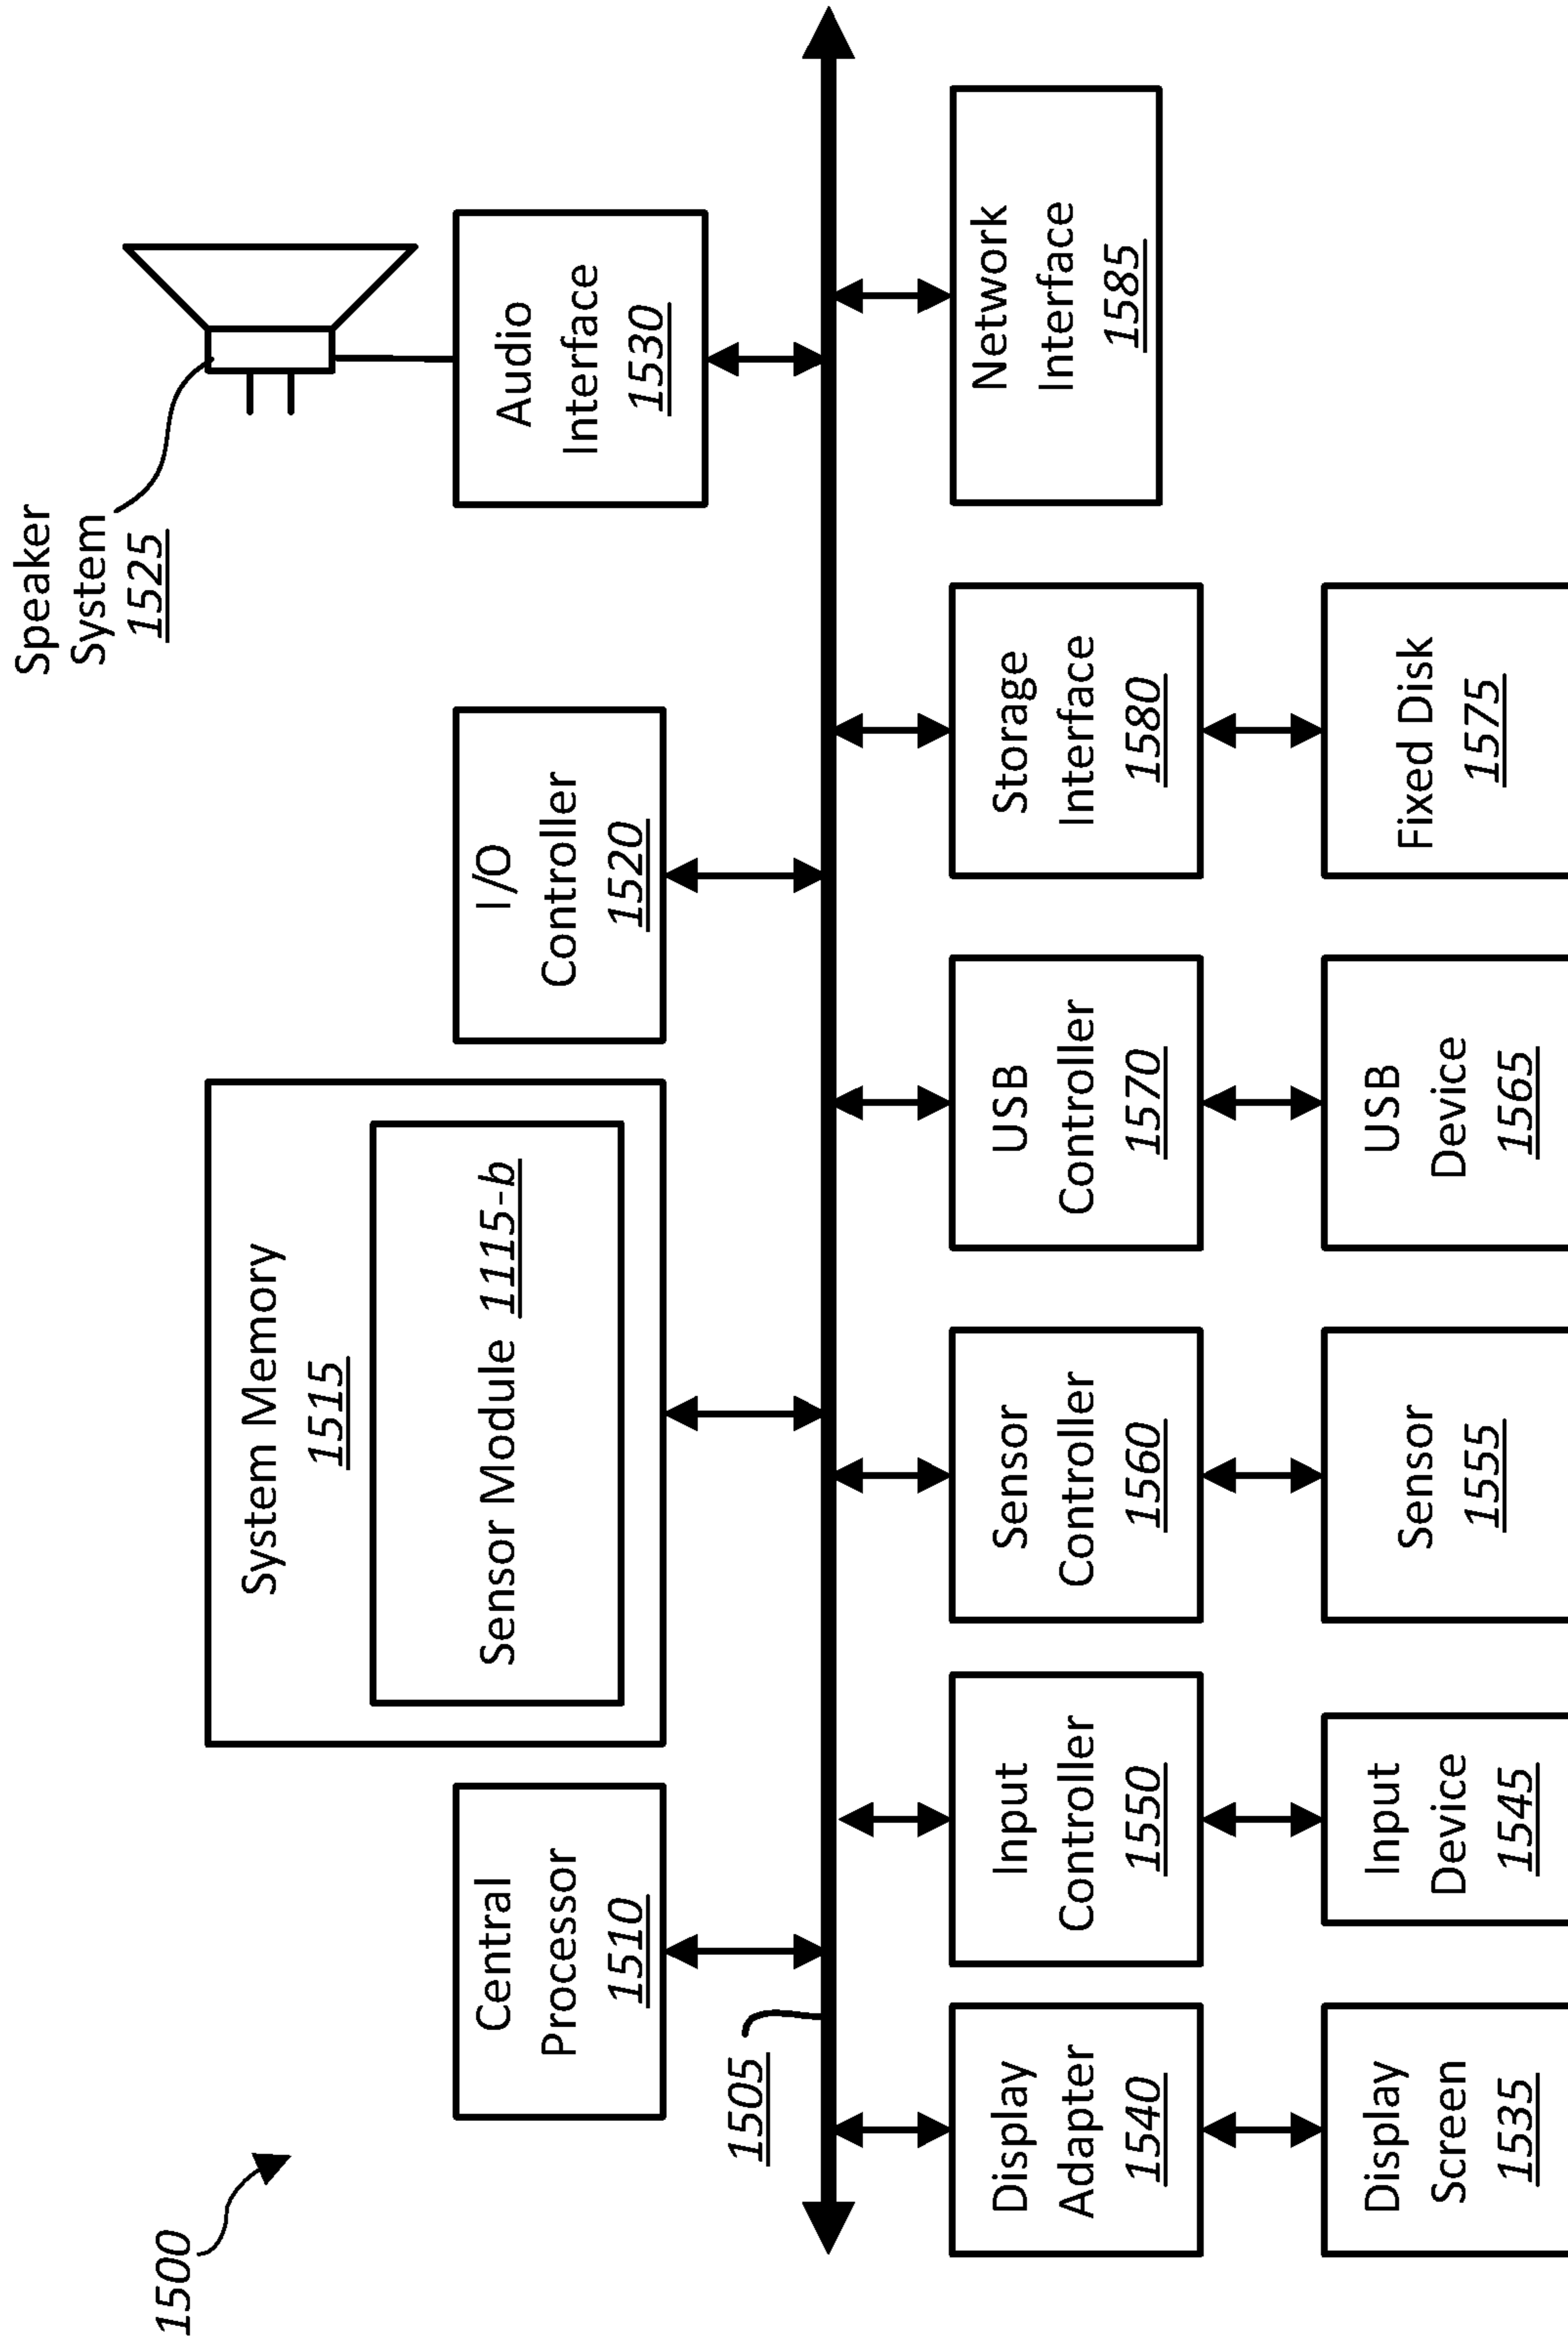 1500
Speaker
System
1525
Central
Processor
1510
System Memory
1515
Sensor Module 1115-b
I/O
Controller
1520
Audio
Interface
1530
1505
Display
Adapter
1540
Input
Controller
1550
Sensor
Controller
1560
USB
Controller
1570
Storage
Interface
1580
Network
Interface
1585
Display
Screen
1535
Input
Device
1545
Sensor
1555
USB
Device
1565
Fixed Disk
1575